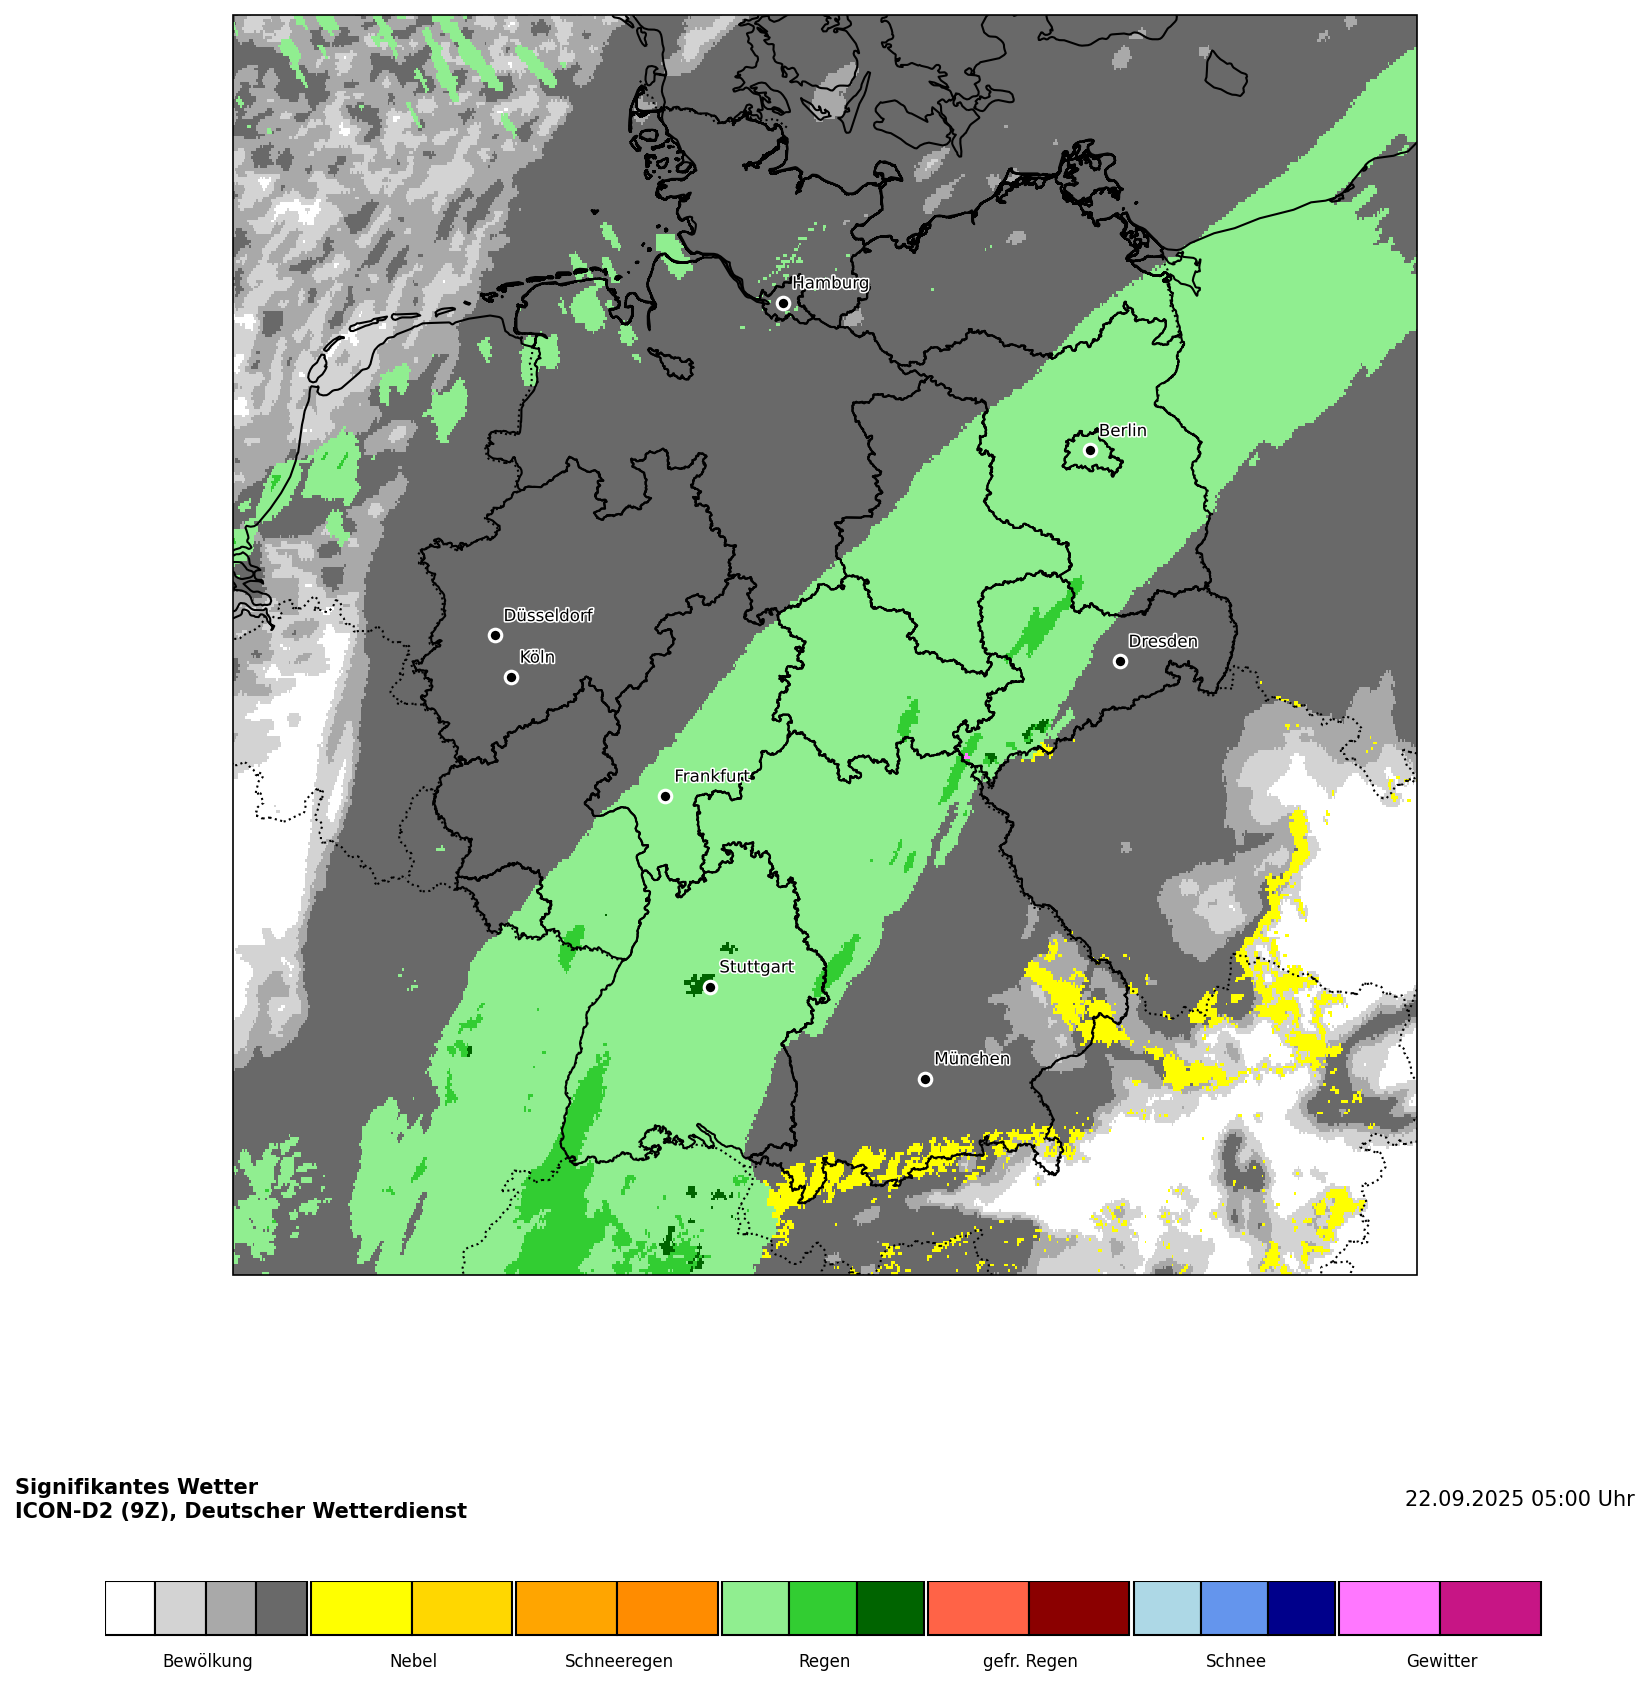 Hamburg
Berlin
Düsseldorf
Dresden
Köln
Frankfurt
Stuttgart
München
Signifikantes Wetter
ICON-D2 (9Z), Deutscher Wetterdienst
22.09.2025 05:00 Uhr
Bewölkung
Nebel
Schneeregen
Regen
gefr. Regen
Schnee
Gewitter